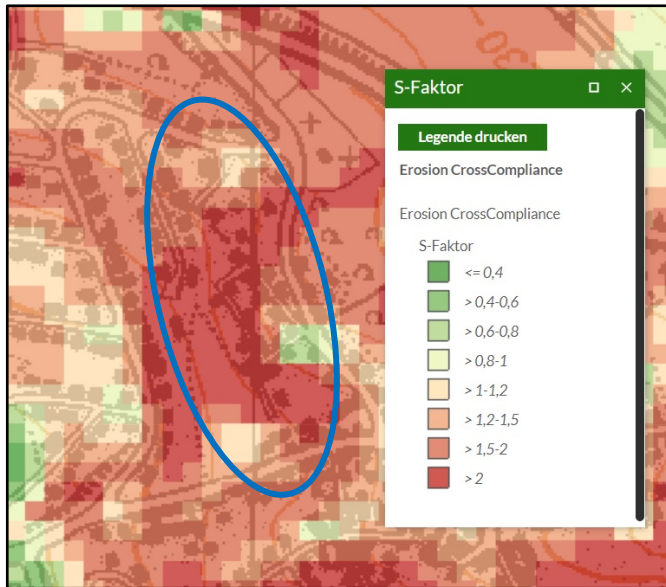 S-Faktor
Legende drucken
Erosion CrossCompliance
Erosion CrossCompliance
S-Faktor
<= 0,4
> 0,4-0,6
> 0,6-0,8
> 0,8-1
> 1-1,2
> 1,2-1,5
> 1,5-2
> 2
30